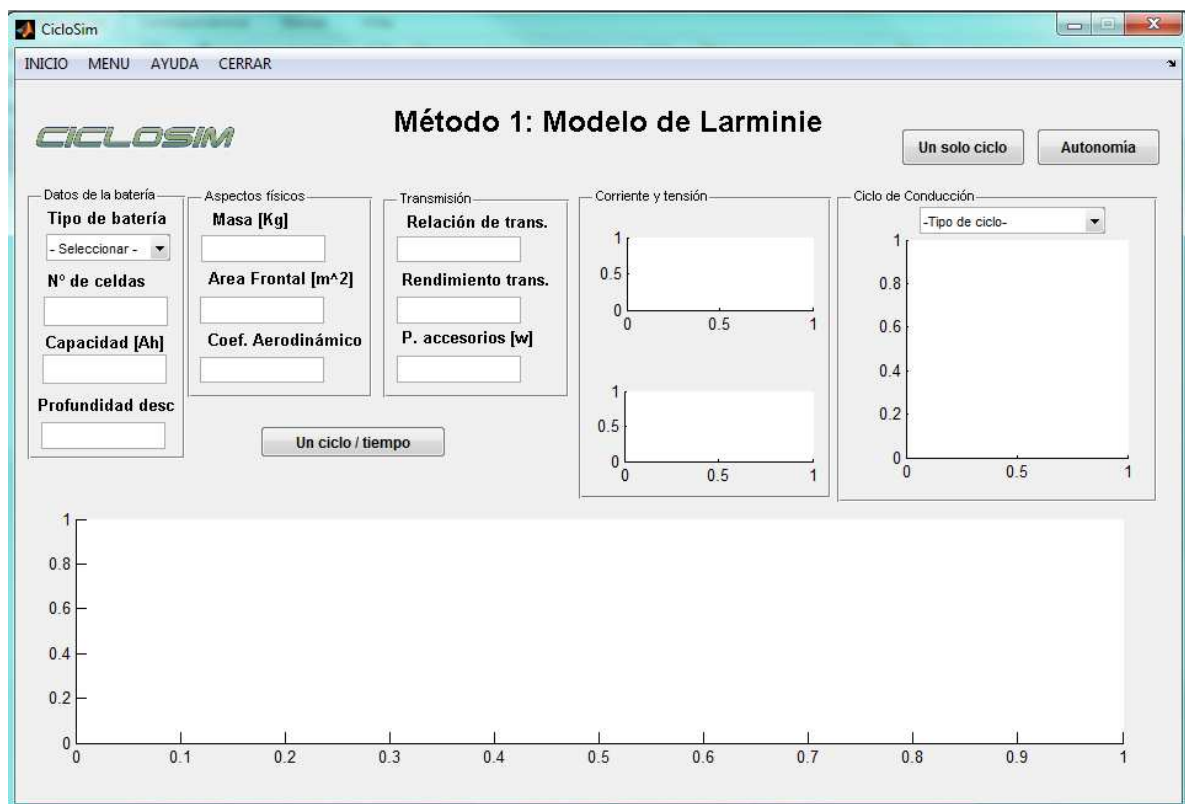 CicloSim
INICIO MENU AYUDA CERRAR
CICLOSIM
Método 1: Modelo de Larminie
Un solo ciclo
Autonomía
Datos de la batería
Tipo de batería
- Seleccionar -
Nº de celdas
Capacidad [Ah]
Profundidad desc
Aspectos físicos
Masa [Kg]
Area Frontal [m^2]
Coef. Aerodinámico
Transmisión
Relación de trans.
Rendimiento trans.
P. accesorios [w]
Un ciclo / tiempo
Corriente y tensión
1
0.5
0
0 0.5 1
1
0.5
0
0 0.5 1
Ciclo de Conducción
-Tipo de ciclo-
1
0.8
0.6
0.4
0.2
0
0 0.5 1
1
0.8
0.6
0.4
0.2
0
0 0.1 0.2 0.3 0.4 0.5 0.6 0.7 0.8 0.9 1